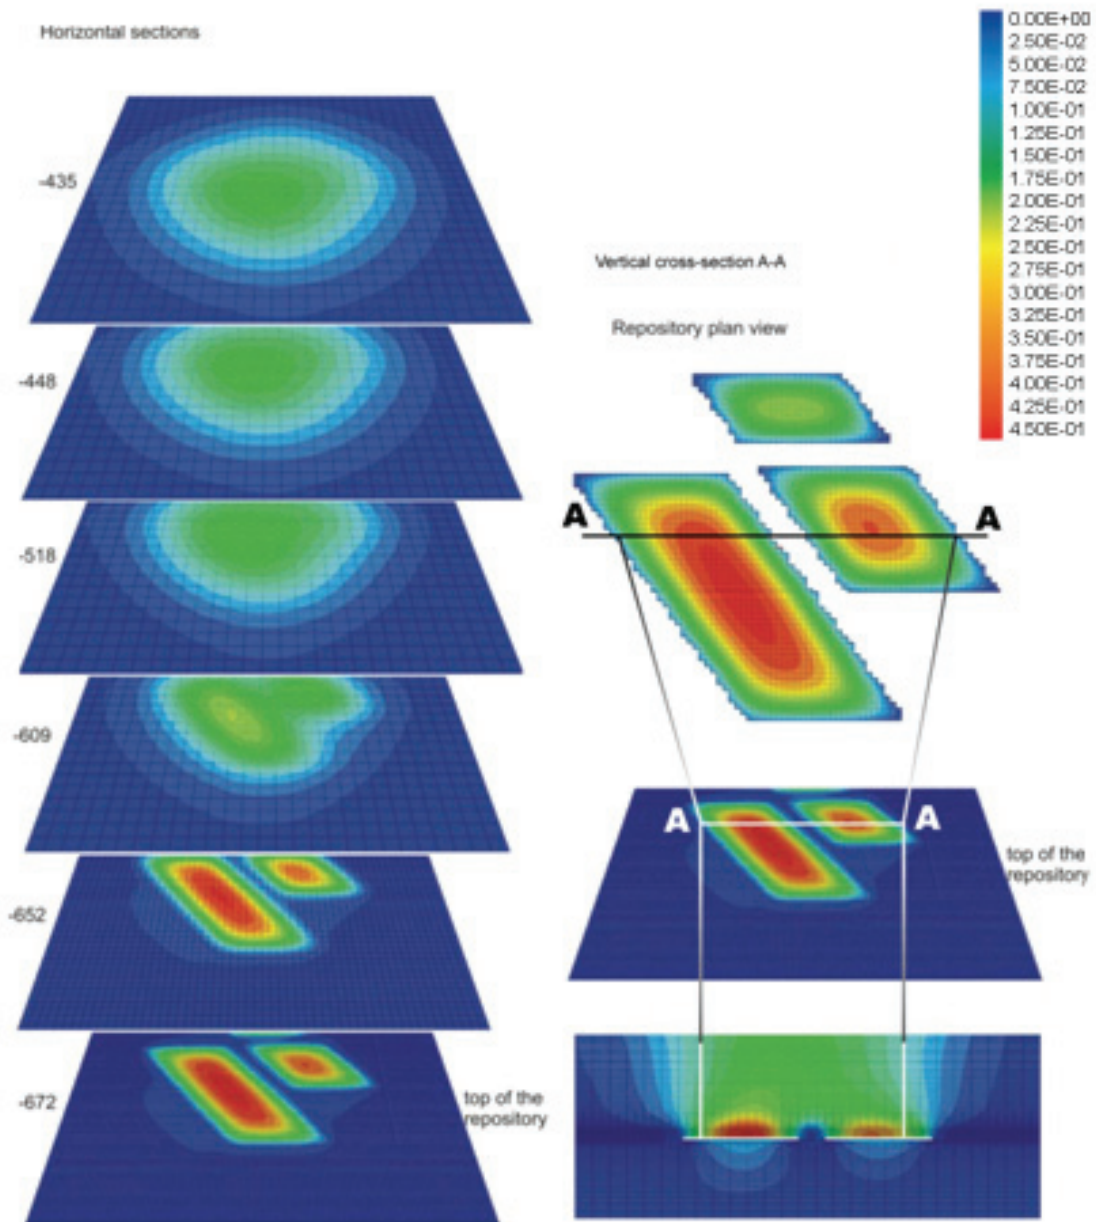 Horizontal sections
-435
-448
-518
-609
-652
-672
top of the
repository
Vertical cross-section A-A
Repository plan view
A
A
A
A
top of the
repository
0.00E+00
2.50E-02
5.00E-02
7.50E-02
1.00E-01
1.25E-01
1.50E-01
1.75E-01
2.00E-01
2.25E-01
2.50E-01
2.75E-01
3.00E-01
3.25E-01
3.50E-01
3.75E-01
4.00E-01
4.25E-01
4.50E-01